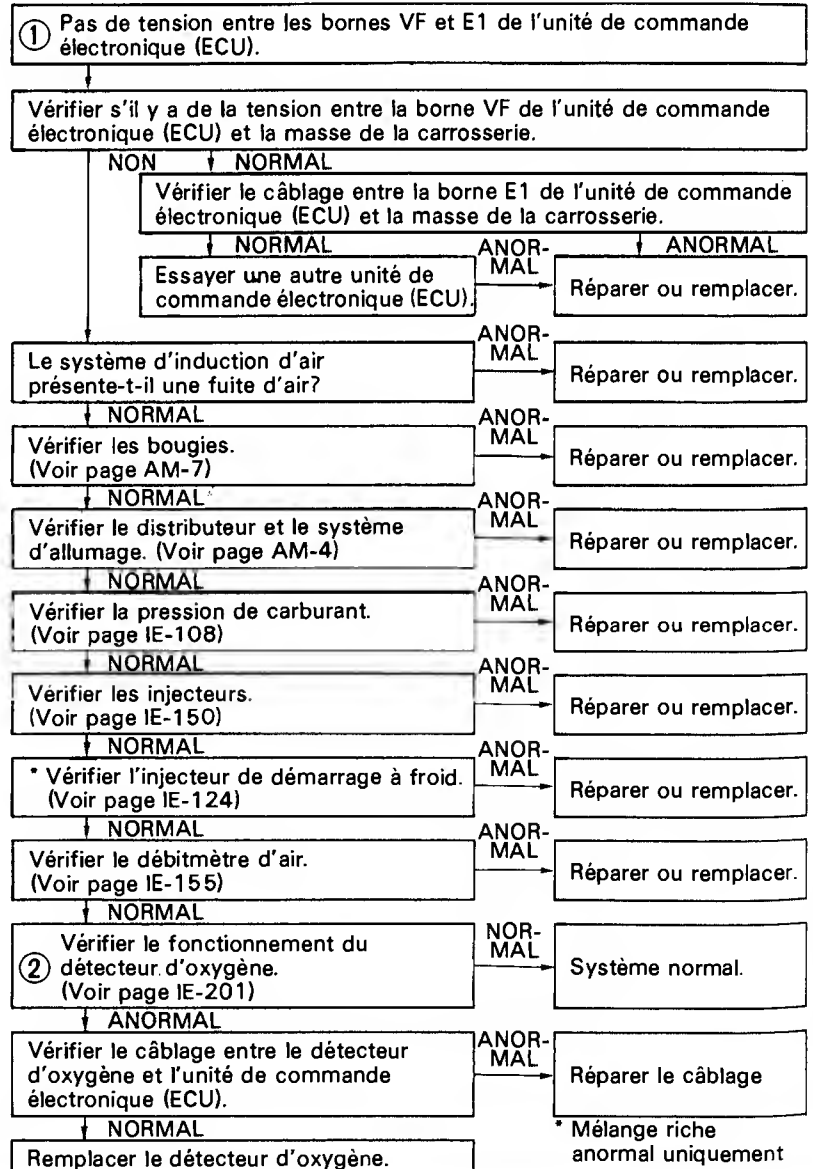 ① Pas de tension entre les bornes VF et E1 de l'unité de commande
électronique (ECU).
Vérifier s'il y a de la tension entre la borne VF de l'unité de commande
électronique (ECU) et la masse de la carrosserie.
NON
NORMAL
Vérifier le câblage entre la borne E1 de l'unité de commande
électronique (ECU) et la masse de la carrosserie.
NORMAL
ANOR-
MAL
ANORMAL
Essayer une autre unité de
commande électronique (ECU).
Réparer ou remplacer.
Le système d'induction d'air
présente-t-il une fuite d'air?
ANOR-
MAL
Réparer ou remplacer.
NORMAL
Vérifier les bougies.
(Voir page AM-7)
ANOR-
MAL
Réparer ou remplacer.
NORMAL
Vérifier le distributeur et le système
d'allumage. (Voir page AM-4)
ANOR-
MAL
Réparer ou remplacer.
NORMAL
Vérifier la pression de carburant.
(Voir page IE-108)
ANOR-
MAL
Réparer ou remplacer.
NORMAL
Vérifier les injecteurs.
(Voir page IE-150)
ANOR-
MAL
Réparer ou remplacer.
NORMAL
* Vérifier l'injecteur de démarrage à froid.
(Voir page IE-124)
ANOR-
MAL
Réparer ou remplacer.
NORMAL
Vérifier le débitmètre d'air.
(Voir page IE-155)
ANOR-
MAL
Réparer ou remplacer.
NORMAL
② Vérifier le fonctionnement du
détecteur d'oxygène.
(Voir page IE-201)
NOR-
MAL
Système normal.
ANORMAL
Vérifier le câblage entre le détecteur
d'oxygène et l'unité de commande
électronique (ECU).
ANOR-
MAL
Réparer le câblage
NORMAL
Remplacer le détecteur d'oxygène.
* Mélange riche
anormal uniquement